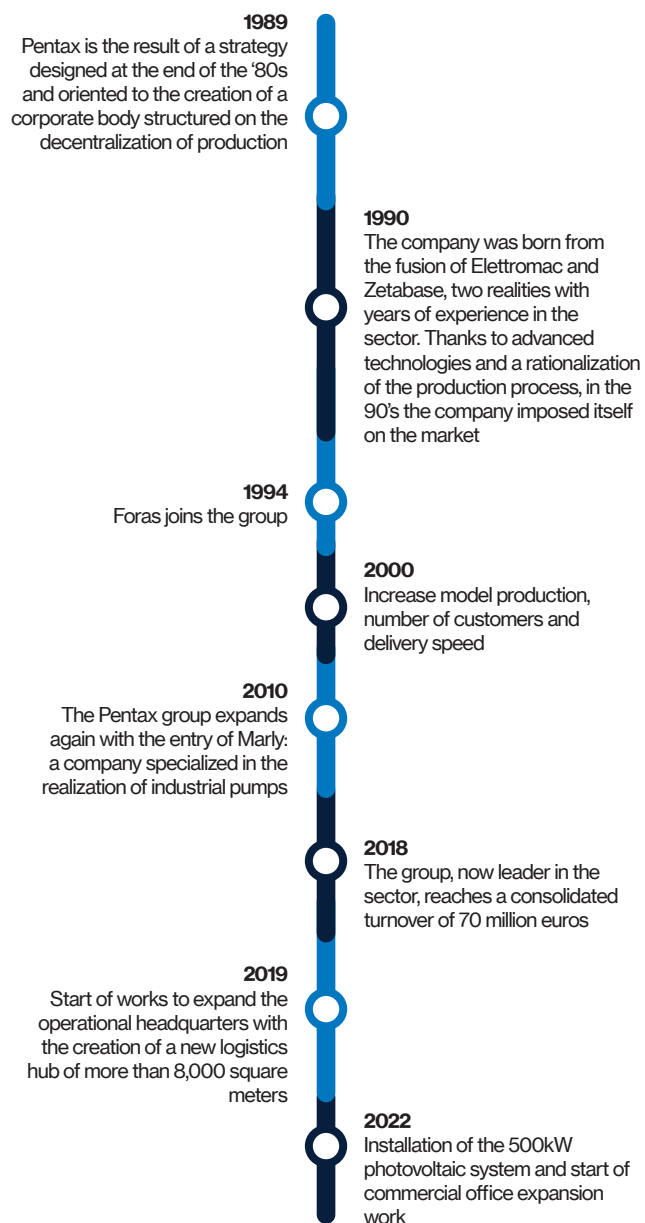 1989
Pentax is the result of a strategy
designed at the end of the ‘80s
and oriented to the creation of a
corporate body structured on the
decentralization of production
1990
The company was born from
the fusion of Elettromac and
Zetabase, two realities with
years of experience in the
sector. Thanks to advanced
technologies and a rationalization
of the production process, in the
90's the company imposed itself
on the market
1994
Foras joins the group
2000
Increase model production,
number of customers and
delivery speed
2010
The Pentax group expands
again with the entry of Marly:
a company specialized in the
realization of industrial pumps
2018
The group, now leader in the
sector, reaches a consolidated
turnover of 70 million euros
2019
Start of works to expand the
operational headquarters with
the creation of a new logistics
hub of more than 8,000 square
meters
2022
Installation of the 500kW
photovoltaic system and start of
commercial office expansion
work